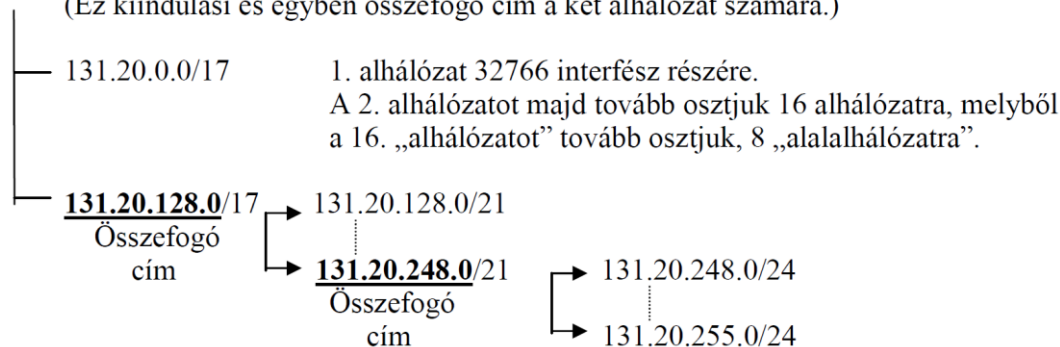 (Ez kiindulási és egyben összefogó cím a két alhálózat számára.)
131.20.0.0/17 1. alhálózat 32766 interfész részére.
A 2. alhálózatot majd tovább osztjuk 16 alhálózatra, melyből
a 16. „alhálózatot” tovább osztjuk, 8 „alalalhálózatra”.
131.20.128.0/17 131.20.128.0/21
Összefogó
cím
131.20.248.0/21 131.20.248.0/24
Összefogó
cím
131.20.255.0/24